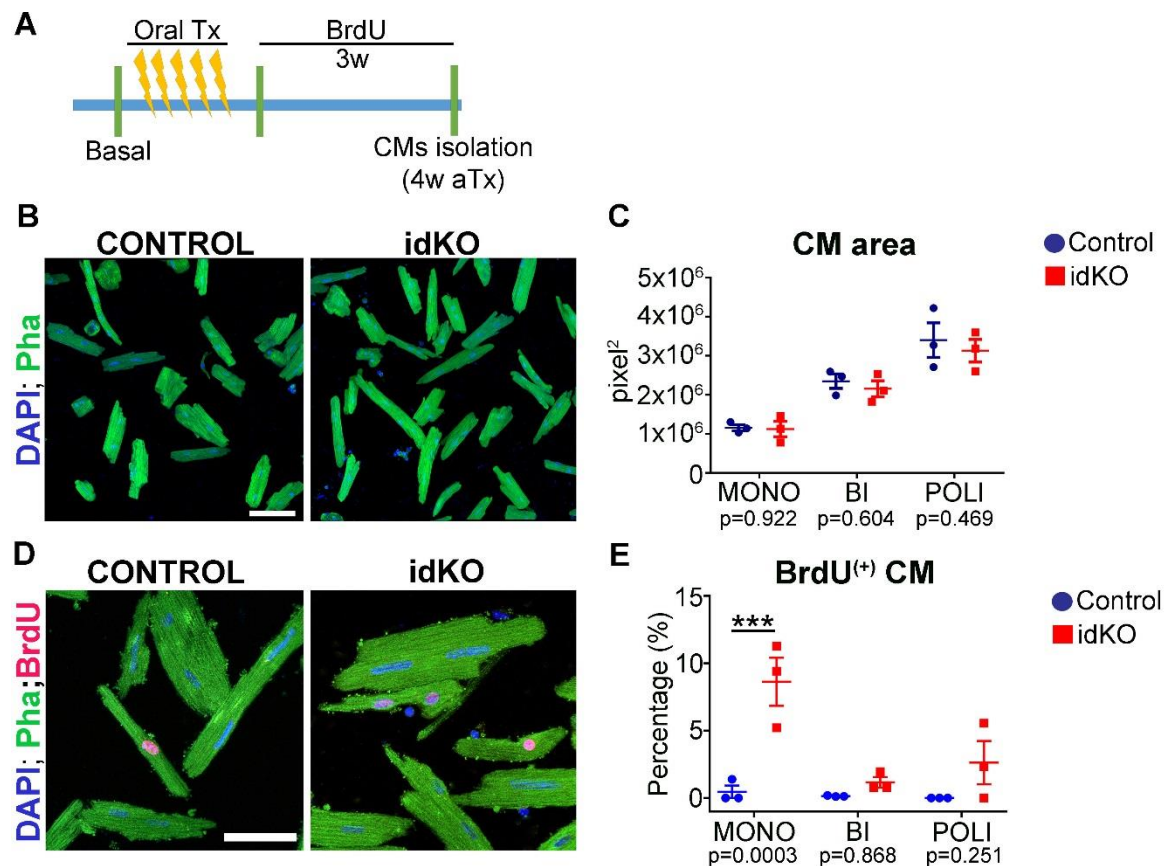 A
Oral Tx
BrdU
3w
Basal
CMs isolation
(4w aTx)
B
CONTROL
idKO
DAPI; Pha
C
CM area
Control
idKO
pixel²
5x10⁶
4x10⁶
3x10⁶
2x10⁶
1x10⁶
0
MONO
BI
POLI
p=0.922
p=0.604
p=0.469
D
CONTROL
idKO
DAPI; Pha;BrdU
E
BrdU⁽⁺⁾ CM
Control
idKO
Percentage (%)
15
10
5
0
***
MONO
BI
POLI
p=0.0003
p=0.868
p=0.251